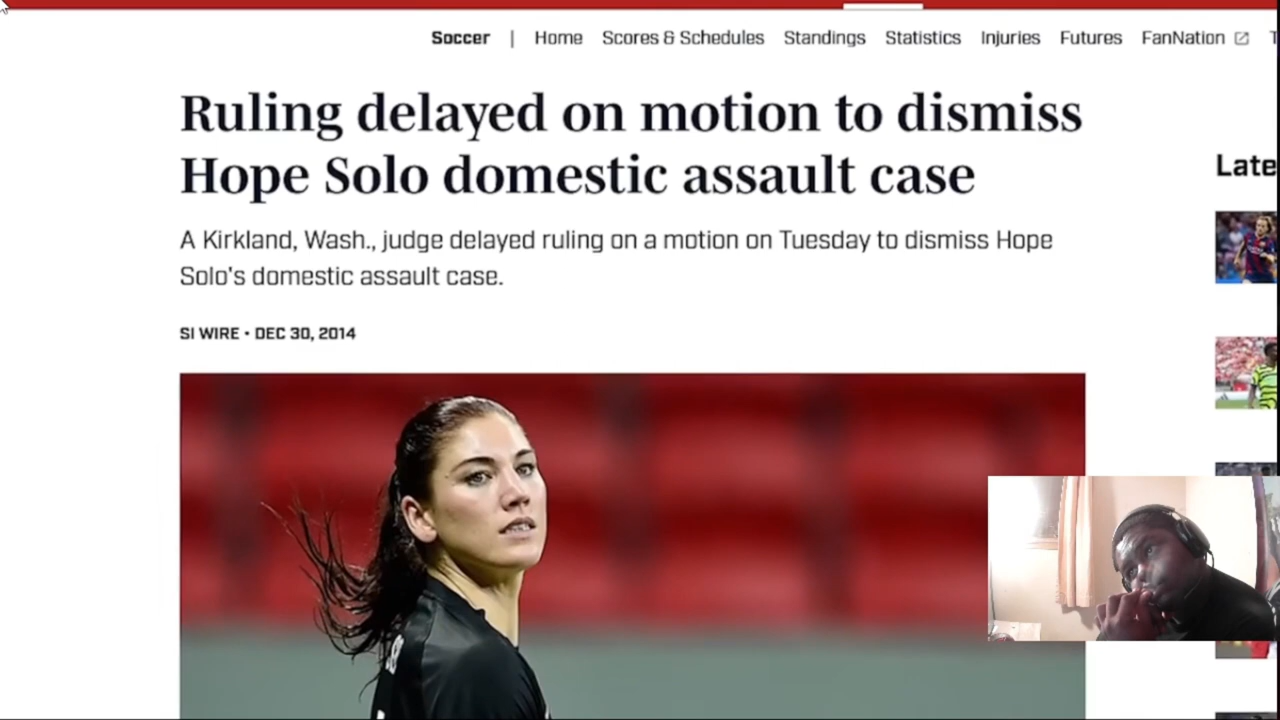 Soccer | Home Scores & Schedules Standings Statistics Injuries Futures FanNation
Ruling delayed on motion to dismiss
Hope Solo domestic assault case
A Kirkland, Wash., judge delayed ruling on a motion on Tuesday to dismiss Hope
Solo's domestic assault case.
SI WIRE • DEC 30, 2014
Late